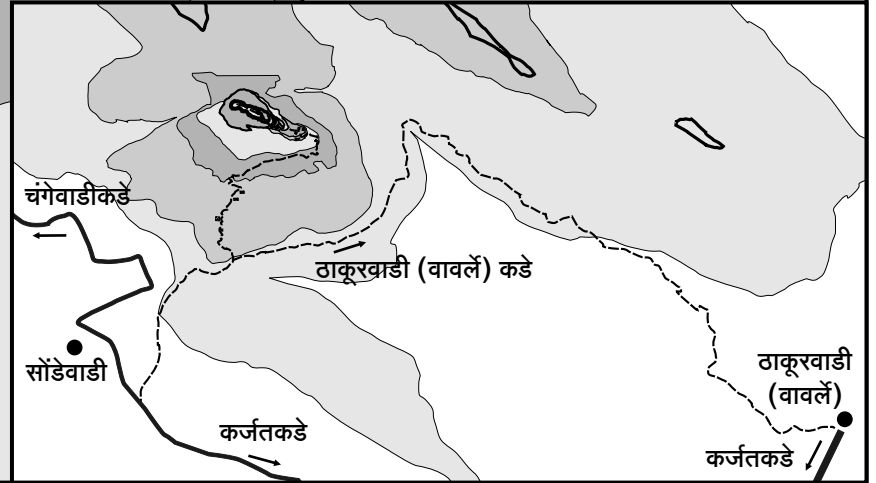 चंगेवाडीकडे
ठाकूरवाडी (वावर्ले) कडे
सोंडेवाडी
ठाकूरवाडी
(वावर्ले)
कर्जतकडे
कर्जतकडे